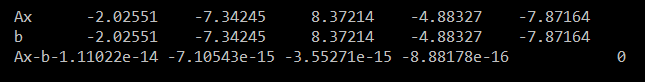 Ax -2.02551 -7.34245 8.37214 -4.88327 -7.87164
b -2.02551 -7.34245 8.37214 -4.88327 -7.87164
Ax-b-1.11022e-14 -7.10543e-15 -3.55271e-15 -8.88178e-16 0